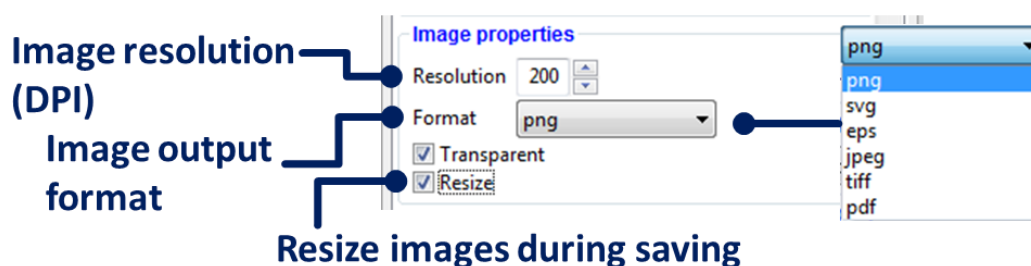 Image resolution
(DPI)
Image output
format
Resize images during saving
Image properties
Resolution 200
Format png
Transparent
Resize
png
png
svg
eps
jpeg
tiff
pdf